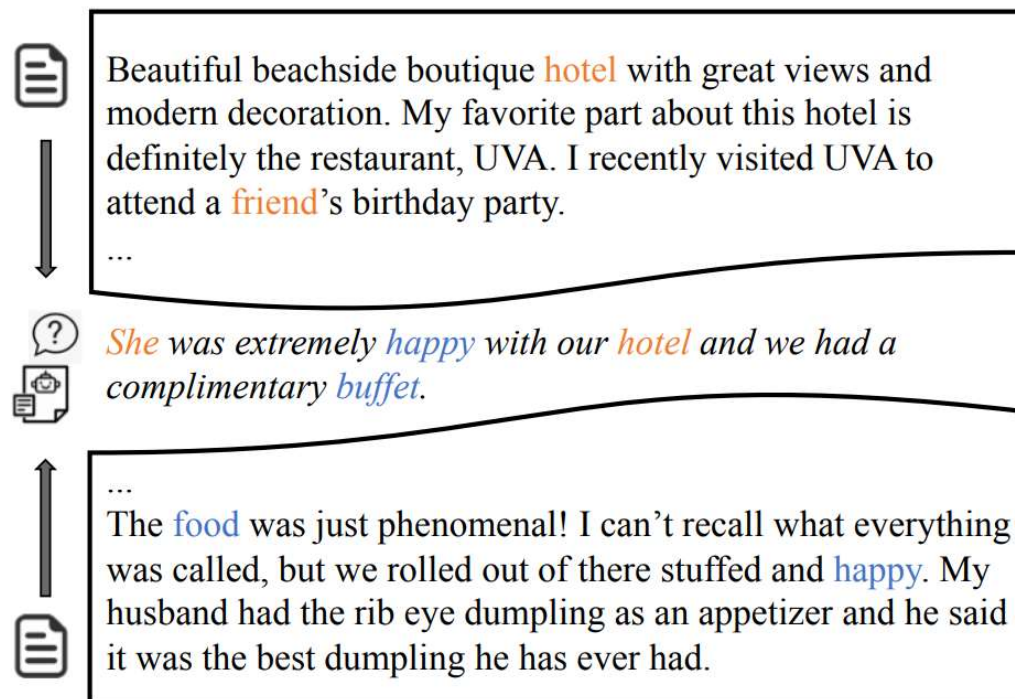 Beautiful beachside boutique hotel with great views and
modern decoration. My favorite part about this hotel is
definitely the restaurant, UVA. I recently visited UVA to
attend a friend’s birthday party.
...
?
She was extremely happy with our hotel and we had a
complimentary buffet.
...
The food was just phenomenal! I can’t recall what everything
was called, but we rolled out of there stuffed and happy. My
husband had the rib eye dumpling as an appetizer and he said
it was the best dumpling he has ever had.